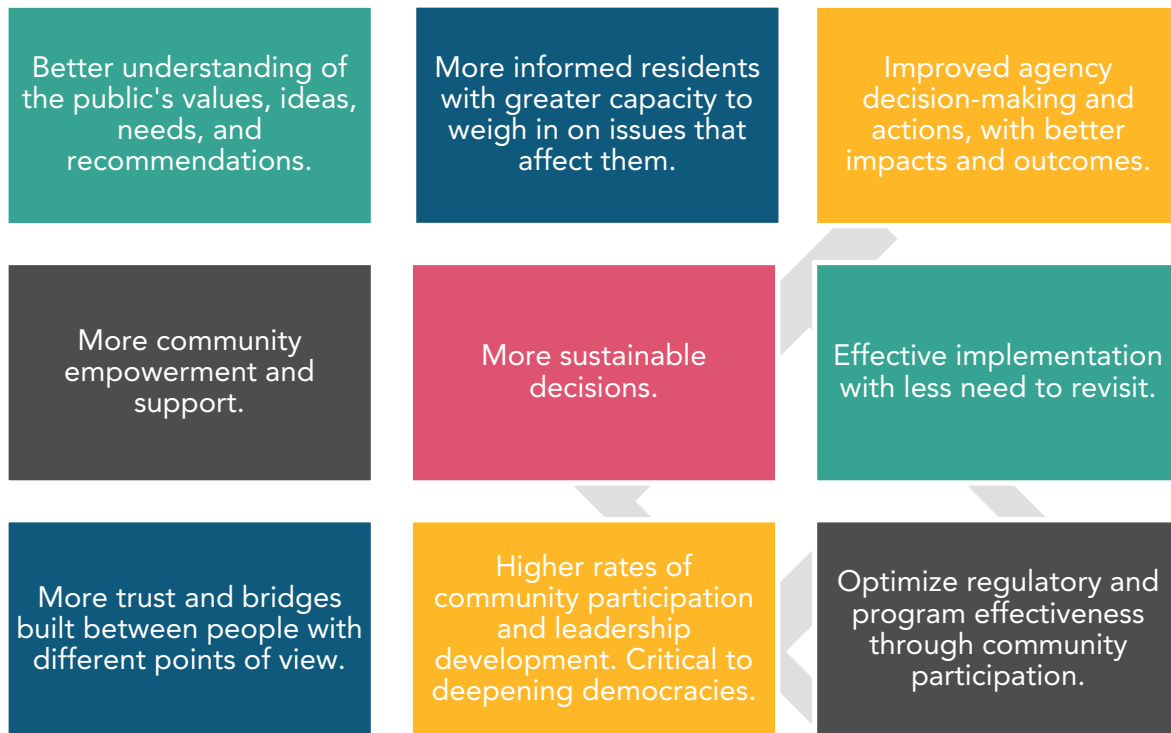 Better understanding of
the public's values, ideas,
needs, and
recommendations.
More informed residents
with greater capacity to
weigh in on issues that
affect them.
Improved agency
decision-making and
actions, with better
impacts and outcomes.
More community
empowerment and
support.
More sustainable
decisions.
Effective implementation
with less need to revisit.
More trust and bridges
built between people with
different points of view.
Higher rates of
community participation
and leadership
development. Critical to
deepening democracies.
Optimize regulatory and
program effectiveness
through community
participation.